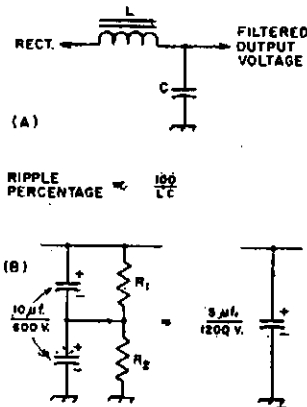 L
RECT.
FILTERED
OUTPUT
VOLTAGE
C
(A)
RIPPLE
PERCENTAGE ≈ 100
LC
(B)
+
-
R₁
10 µf.
600 V.
+
-
R₂
=
5 µf.
1200 V.
+
-